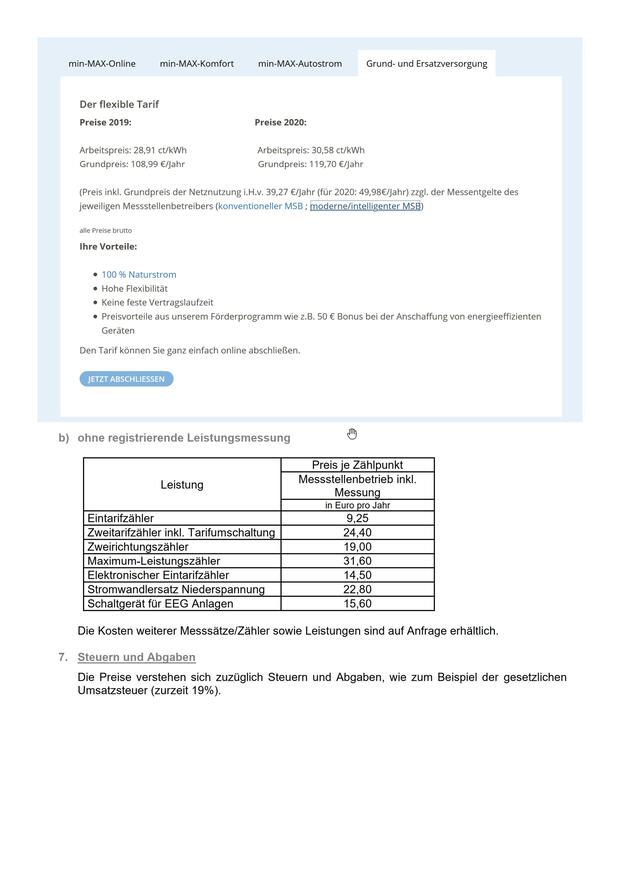 min-MAX-Online min-MAX-Komfort min-MAX-Autostrom Grund- und Ersatzversorgung
Der flexible Tarif
Preise 2019: Preise 2020:
Arbeitspreis: 28,91 ct/kWh Arbeitspreis: 30,58 ct/kWh
Grundpreis: 108,99 €/Jahr Grundpreis: 119,70 €/Jahr
(Preis inkl. Grundpreis der Netznutzung i.H.v. 39,27 €/Jahr (für 2020: 49,98€/Jahr) zzgl. der Messentgelte des
jeweiligen Messstellenbetreibers (konventioneller MSB ; moderne/intelligenter MSB)
alle Preise brutto
Ihre Vorteile:
• 100 % Naturstrom
• Hohe Flexibilität
• Keine feste Vertragslaufzeit
• Preisvorteile aus unserem Förderprogramm wie z.B. 50 € Bonus bei der Anschaffung von energieeffizienten
Geräten
Den Tarif können Sie ganz einfach online abschließen.
JETZT ABSCHLIESSEN
b) ohne registrierende Leistungsmessung
Leistung
Preis je Zählpunkt
Messstellenbetrieb inkl.
Messung
in Euro pro Jahr
Eintarifzähler 9,25
Zweitarifzähler inkl. Tarifumschaltung 24,40
Zweirichtungszähler 19,00
Maximum-Leistungszähler 31,60
Elektronischer Eintarifzähler 14,50
Stromwandlersatz Niederspannung 22,80
Schaltgerät für EEG Anlagen 15,60
Die Kosten weiterer Messsätze/Zähler sowie Leistungen sind auf Anfrage erhältlich.
7. Steuern und Abgaben
Die Preise verstehen sich zuzüglich Steuern und Abgaben, wie zum Beispiel der gesetzlichen
Umsatzsteuer (zurzeit 19%).